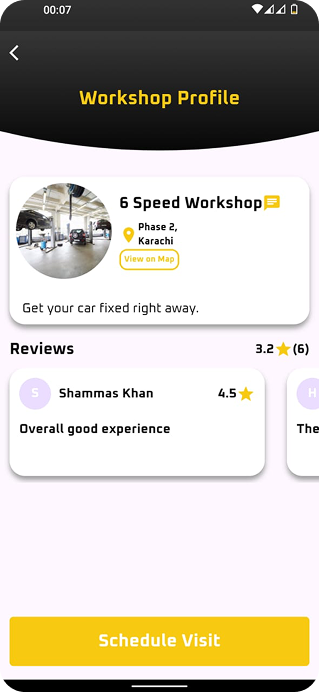 00:07
Workshop Profile
6 Speed Workshop
Phase 2,
Karachi
View on Map
Get your car fixed right away.
Reviews 3.2 (6)
S Shammas Khan 4.5 H
Overall good experience The
Schedule Visit